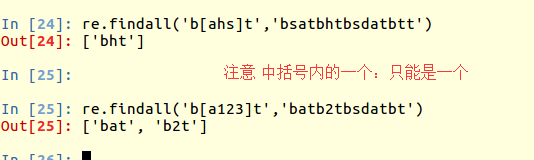 In [24]: re.findall('b[ahs]t','bsatbhtbsdatbtt')
Out[24]: ['bht']
In [25]: 注意 中括号内的一个：只能是一个
In [25]: re.findall('b[a123]t','batb2tbsdatbt')
Out[25]: ['bat', 'b2t']
In [26]: